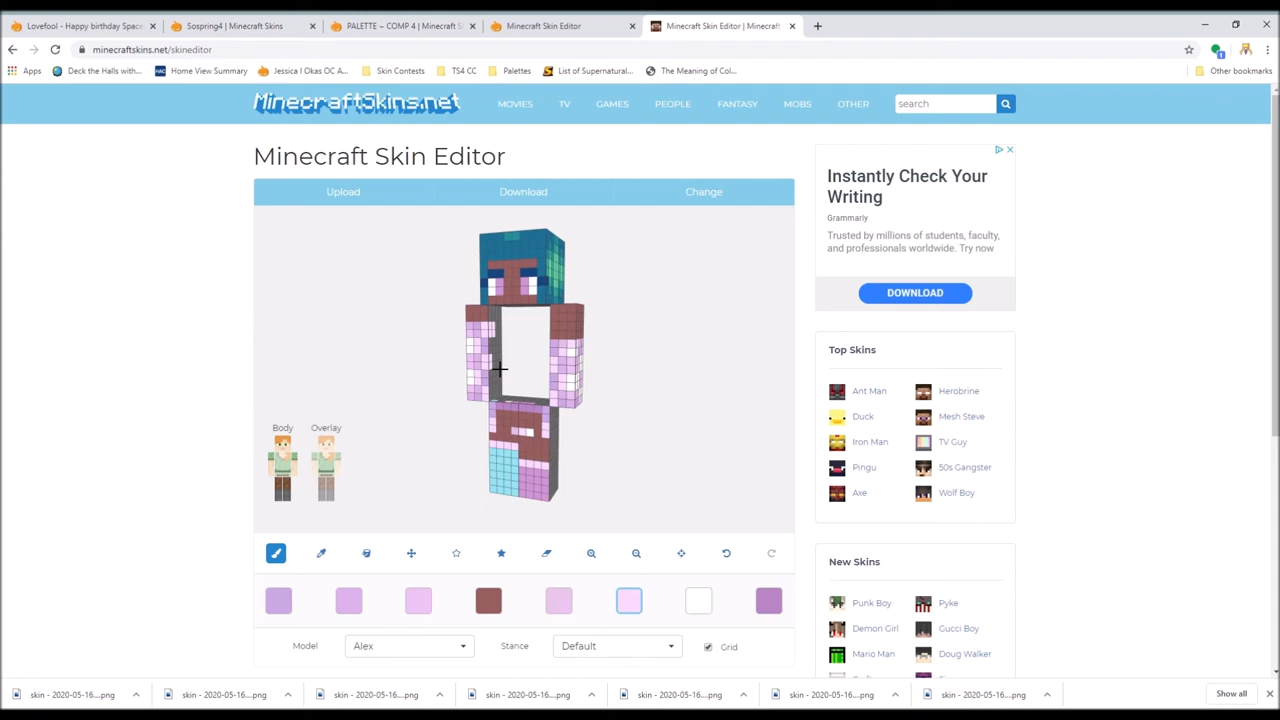 Lovefool - Happy birthday Space
Sospring4 | Minecraft Skins
PALETTE ~ COMP 4 | Minecraft S
Minecraft Skin Editor
Minecraft Skin Editor | Minecraft
minecraftskins.net/skineditor
Apps
Deck the Halls with...
Home View Summary
Jessica I Okas OC A...
Skin Contests
TS4 CC
Palettes
List of Supernatural...
The Meaning of Col...
Other bookmarks
MinecraftSkins.net
MOVIES
TV
GAMES
PEOPLE
FANTASY
MOBS
OTHER
search
Minecraft Skin Editor
Upload
Download
Change
Body
Overlay
Model
Alex
Stance
Default
Grid
Instantly Check Your
Writing
Grammarly
Trusted by millions of students, faculty,
and professionals worldwide. Try now
DOWNLOAD
Top Skins
Ant Man
Herobrine
Duck
Mesh Steve
Iron Man
TV Guy
Pingu
50s Gangster
Axe
Wolf Boy
New Skins
Punk Boy
Pyke
Demon Girl
Gucci Boy
Mario Man
Doug Walker
skin - 2020-05-16....png
skin - 2020-05-16....png
skin - 2020-05-16....png
skin - 2020-05-16....png
skin - 2020-05-16....png
skin - 2020-05-16....png
skin - 2020-05-16....png
Show all